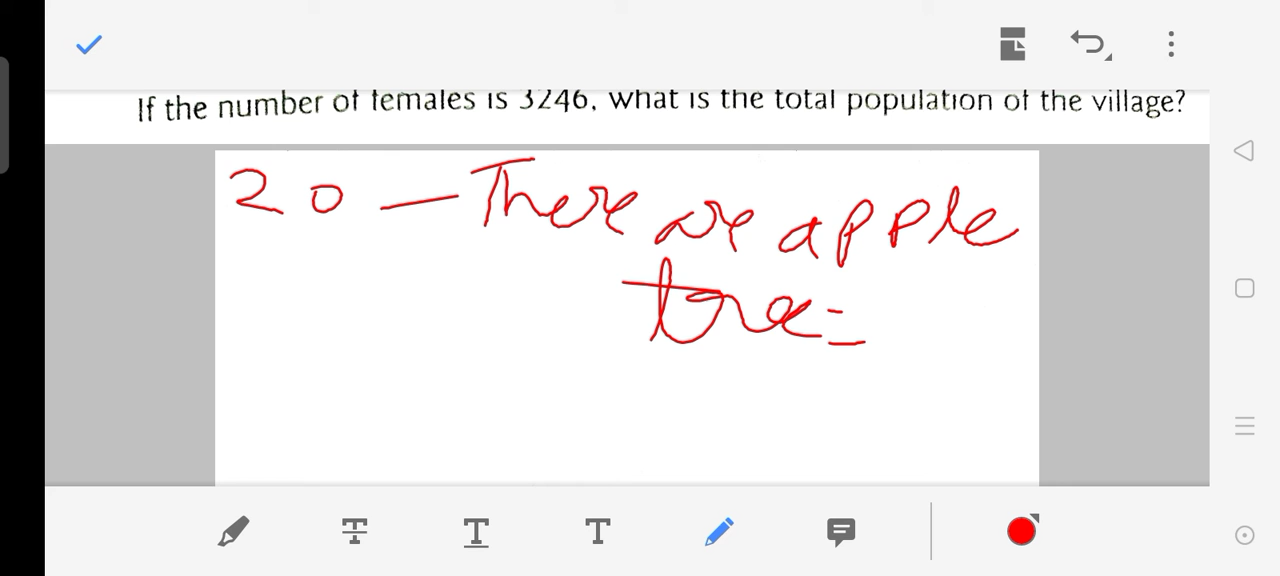 If the number of females is 3246, what is the total population of the village?
20 — There are apple
tree =